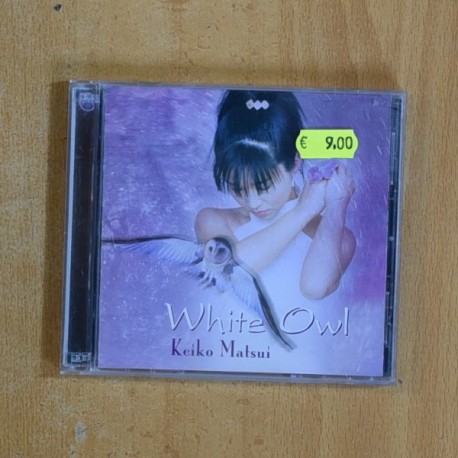 € 9.00
White Owl
Keiko Matsui